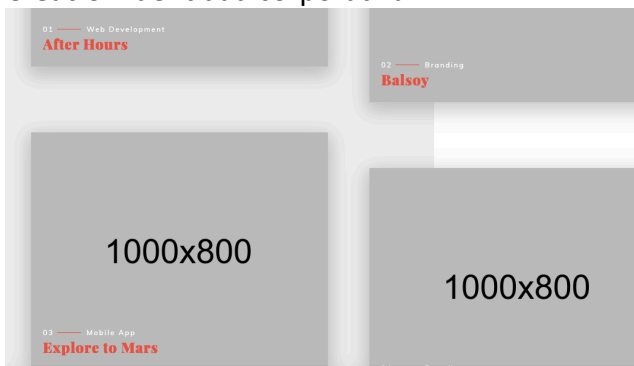 01 Web Development
After Hours
02 Branding
Balsoy
1000x800
03 Mobile App
Explore to Mars
1000x800